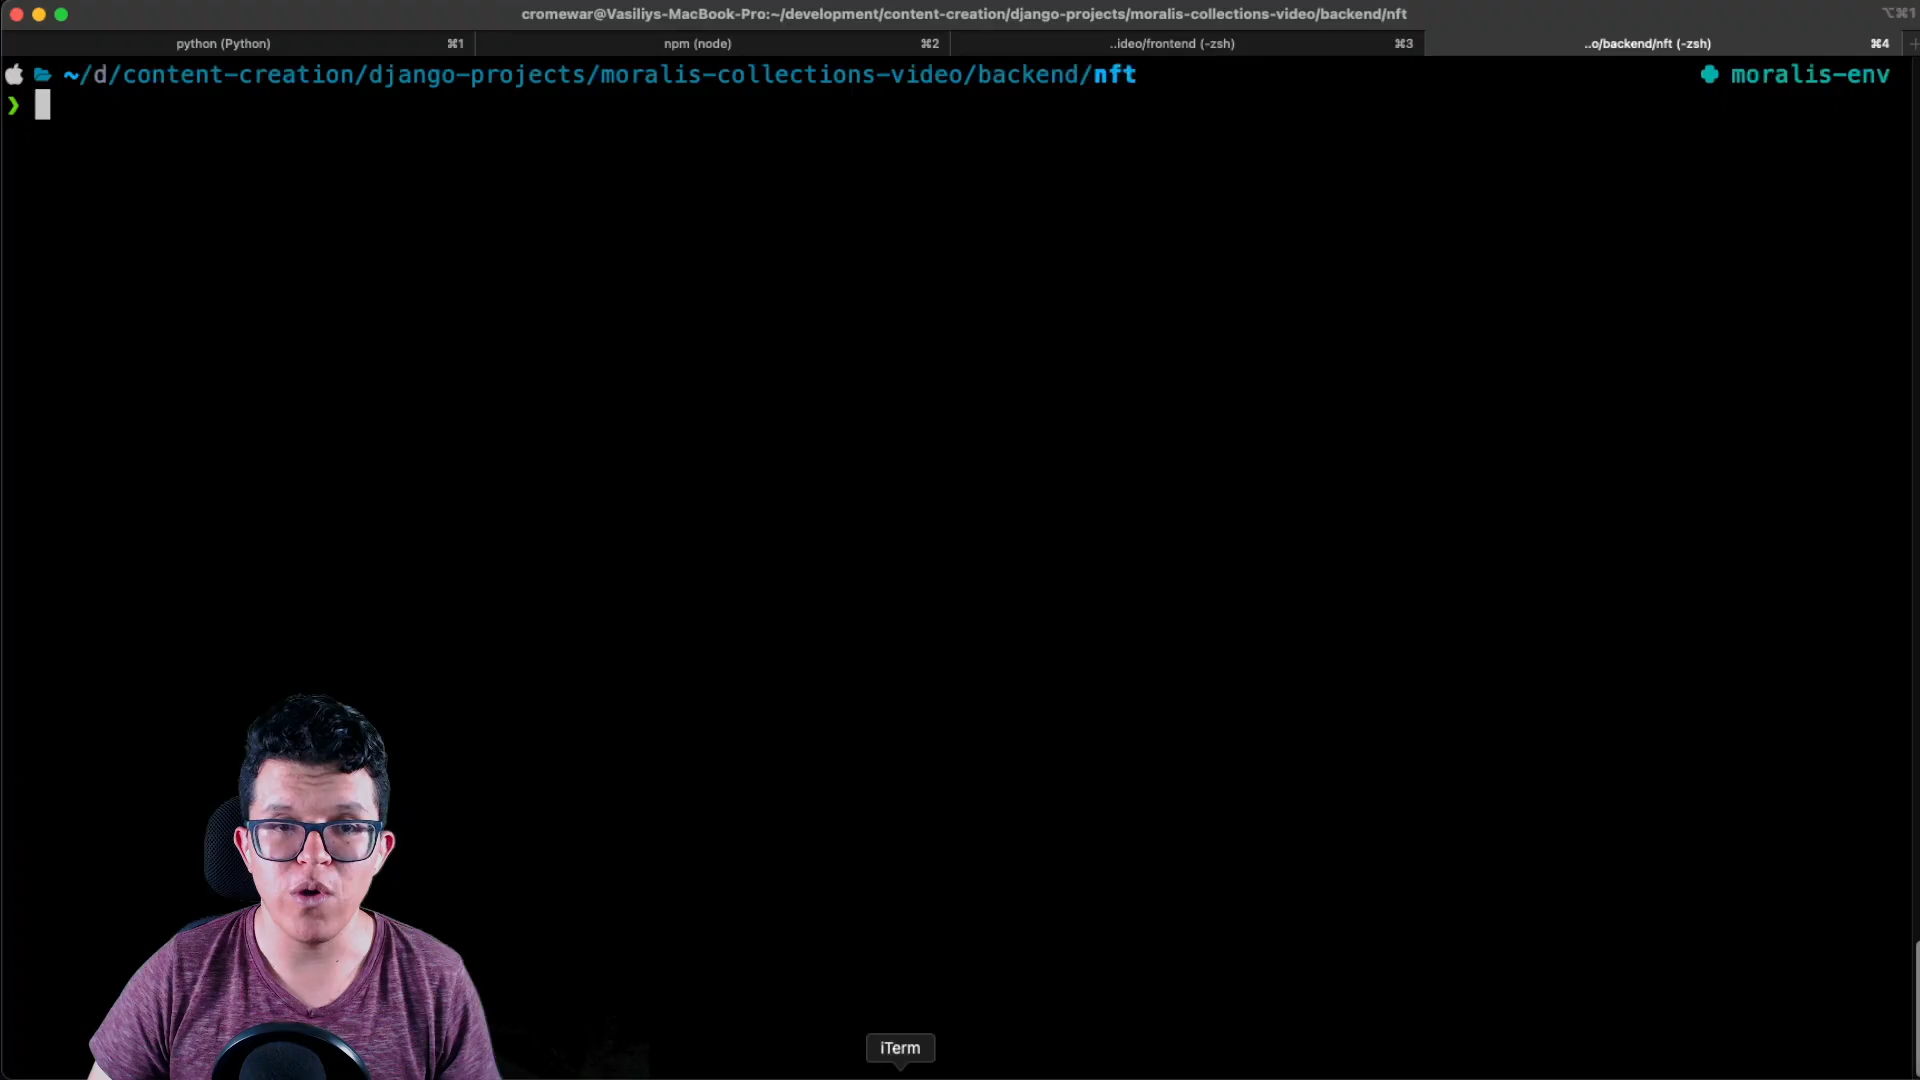 cromewar@Vasiliys-MacBook-Pro:~/development/content-creation/django-projects/moralis-collections-video/backend/nft
⌥⌘1
python (Python) ⌘1
npm (node) ⌘2
..ideo/frontend (-zsh) ⌘3
..o/backend/nft (-zsh) ⌘4
~/d/content-creation/django-projects/moralis-collections-video/backend/nft
moralis-env
❯
iTerm